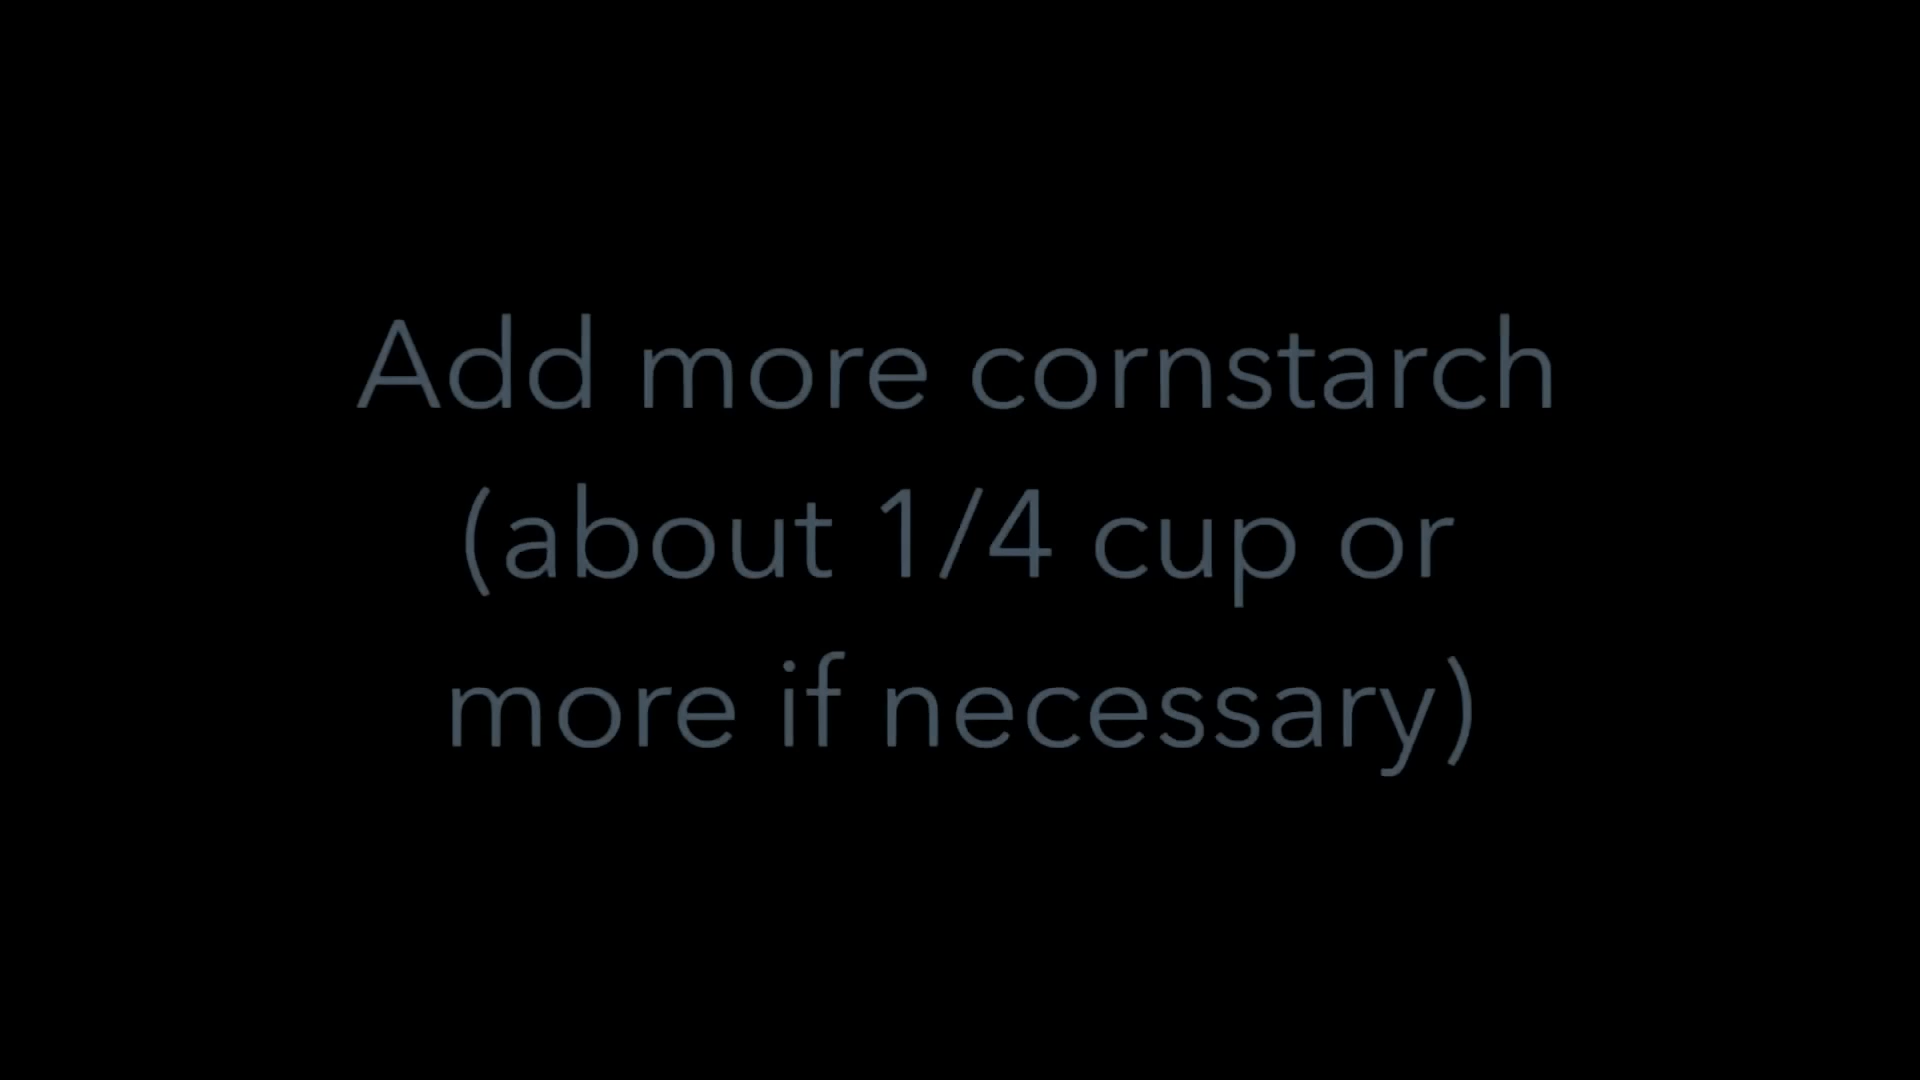 Add more cornstarch
(about 1/4 cup or
more if necessary)